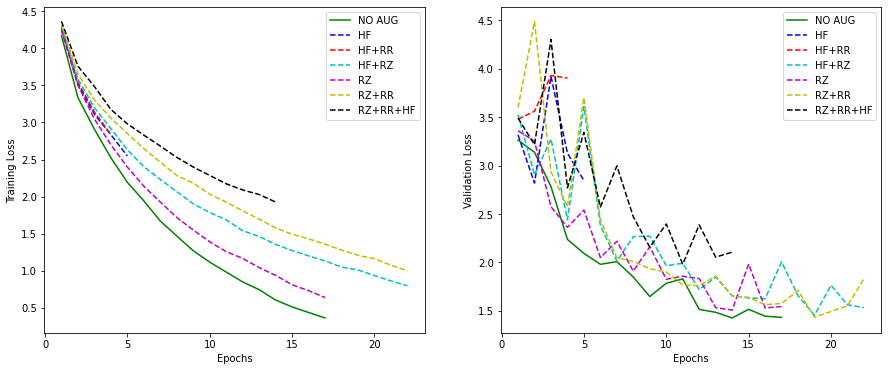 4.5
4.0
3.5
3.0
2.5
2.0
1.5
1.0
0.5
0
5
10
15
20
Training Loss
Epochs
NO AUG
HF
HF+RR
HF+RZ
RZ
RZ+RR
RZ+RR+HF
4.5
4.0
3.5
3.0
2.5
2.0
1.5
0
5
10
15
20
Validation Loss
Epochs
NO AUG
HF
HF+RR
HF+RZ
RZ
RZ+RR
RZ+RR+HF